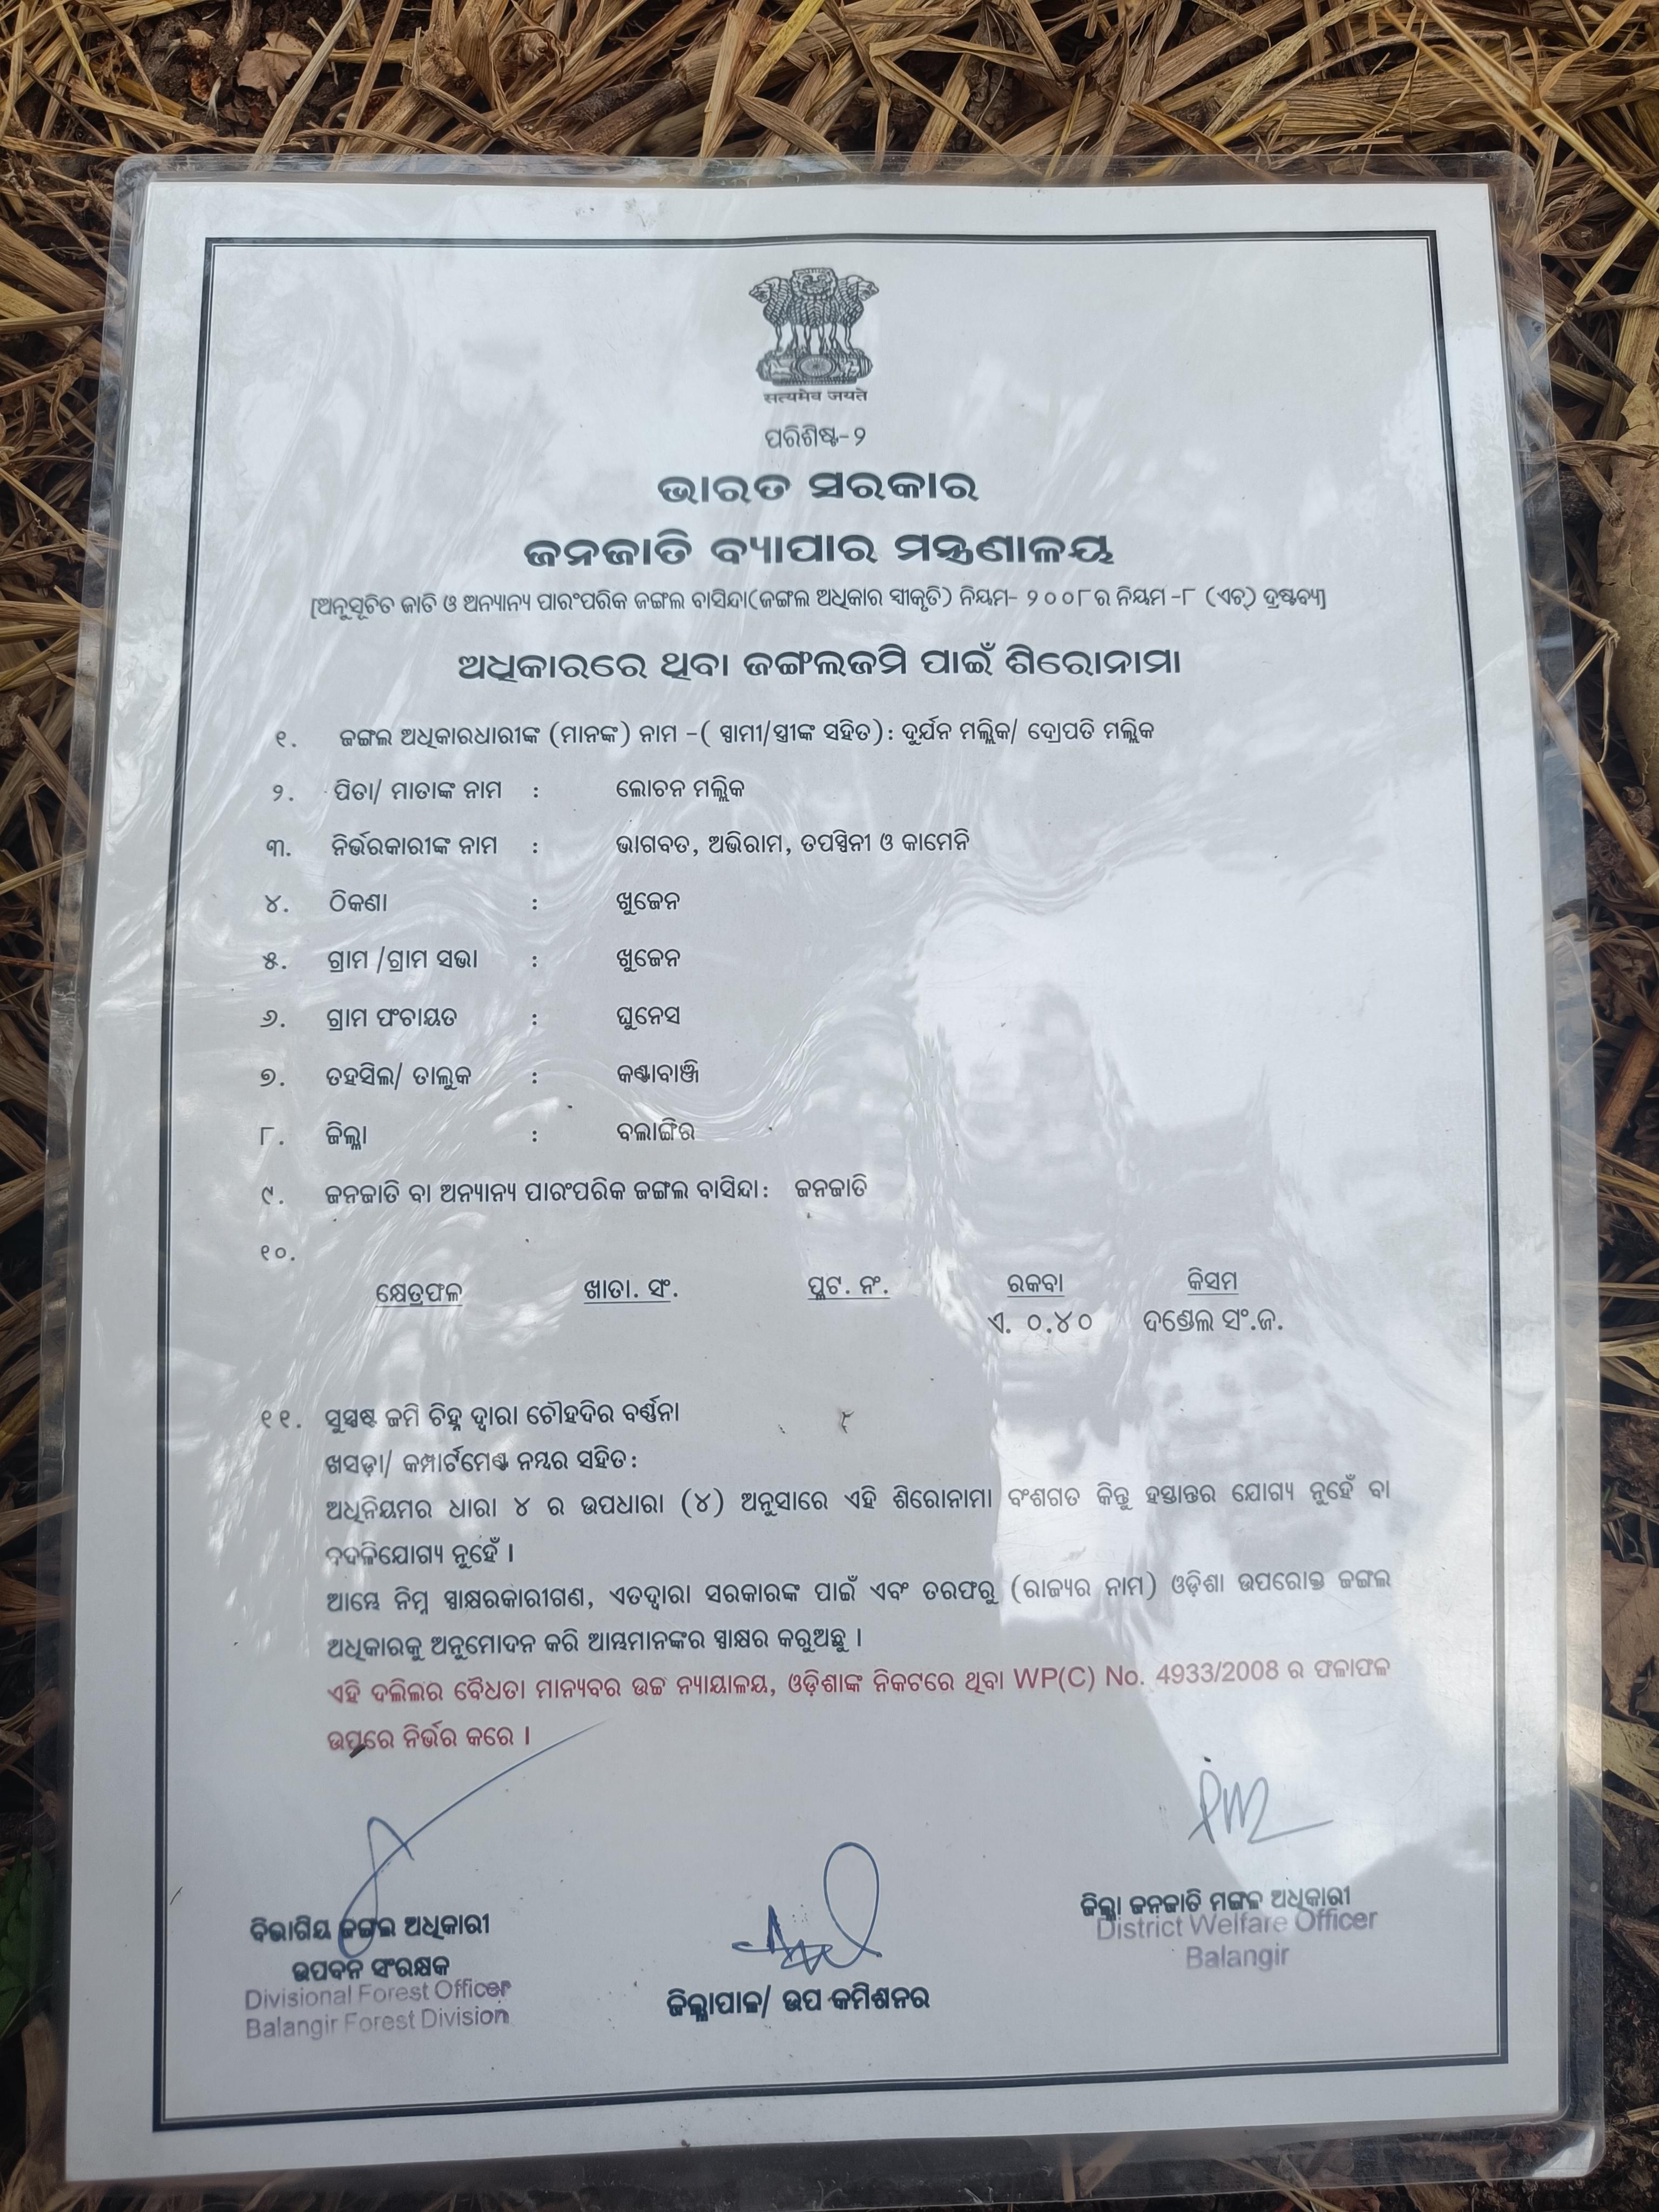 सत्यमेव जयते
ପରିଶିଷ୍ଟ-୨
ଭାରତ ସରକାର
ଜନଜାତି ବ୍ୟାପାର ମନ୍ତ୍ରଣାଳୟ
[ଅନୁସୂଚିତ ଜାତି ଓ ଅନ୍ୟାନ୍ୟ ପାରଂପରିକ ଜଙ୍ଗଲ ବାସିନ୍ଦା(ଜଙ୍ଗଲ ଅଧିକାର ସ୍ୱୀକୃତି) ନିୟମ- ୨୦୦୮ର ନିୟମ -୮ (ଏଚ୍) ଦ୍ରଷ୍ଟବ୍ୟ]
ଅଧିକାରରେ ଥିବା ଜଙ୍ଗଲଜମି ପାଇଁ ଶିରୋନାମା
୧. ଜଙ୍ଗଲ ଅଧିକାରଧାରୀଙ୍କ (ମାନଙ୍କ) ନାମ -( ସ୍ୱାମୀ/ସ୍ତ୍ରୀଙ୍କ ସହିତ): ଦୁର୍ଯନ ମଲ୍ଲିକ/ ଦ୍ରୋପତି ମଲ୍ଲିକ
୨. ପିତା/ ମାତାଙ୍କ ନାମ : ଲୋଚନ ମଲ୍ଲିକ
୩. ନିର୍ଭରକାରୀଙ୍କ ନାମ : ଭାଗବତ, ଅଭିରାମ, ତପସ୍ୱିନୀ ଓ କାମେନି
୪. ଠିକଣା : ଖୁଜେନ
୫. ଗ୍ରାମ /ଗ୍ରାମ ସଭା : ଖୁଜେନ
୬. ଗ୍ରାମ ପଂଚାୟତ : ଘୁନେସ
୭. ତହସିଲ/ ତାଲୁକ : କଣ୍ଟାବାଞ୍ଜି
୮. ଜିଲ୍ଲା : ବଲାଙ୍ଗିର
୯. ଜନଜାତି ବା ଅନ୍ୟାନ୍ୟ ପାରଂପରିକ ଜଙ୍ଗଲ ବାସିନ୍ଦା: ଜନଜାତି
୧୦.
କ୍ଷେତ୍ରଫଳ ଖାତା. ସଂ. ପ୍ଲଟ. ନଂ. ରକବା କିସମ
ଏ. ୦.୪୦ ଦଣ୍ଡେଲ ସଂ.ଜ.
୧୧. ସୁସ୍ପଷ୍ଟ ଜମି ଚିହ୍ନ ଦ୍ୱାରା ଚୌହଦିର ବର୍ଣ୍ଣନା
ଖସଡ଼ା/ କମ୍ପାର୍ଟମେଣ୍ଟ ନମ୍ବର ସହିତ:
ଅଧିନିୟମର ଧାରା ୪ ର ଉପଧାରା (୪) ଅନୁସାରେ ଏହି ଶିରୋନାମା ବଂଶଗତ କିନ୍ତୁ ହସ୍ତାନ୍ତର ଯୋଗ୍ୟ ନୁହେଁ ବା
ବଦଳିଯୋଗ୍ୟ ନୁହେଁ ।
ଆମ୍ଭେ ନିମ୍ନ ସ୍ୱାକ୍ଷରକାରୀଗଣ, ଏତଦ୍ୱାରା ସରକାରଙ୍କ ପାଇଁ ଏବଂ ତରଫରୁ (ରାଜ୍ୟର ନାମ) ଓଡ଼ିଶା ଉପରୋକ୍ତ ଜଙ୍ଗଲ
ଅଧିକାରକୁ ଅନୁମୋଦନ କରି ଆମ୍ଭମାନଙ୍କର ସ୍ୱାକ୍ଷର କରୁଅଛୁ ।
ଏହି ଦଲିଲର ବୈଧତା ମାନ୍ୟବର ଉଚ୍ଚ ନ୍ୟାୟାଳୟ, ଓଡ଼ିଶାଙ୍କ ନିକଟରେ ଥିବା WP(C) No. 4933/2008 ର ଫଳାଫଳ
ଉପରେ ନିର୍ଭର କରେ ।
ବିଭାଗିୟ ଜଙ୍ଗଲ ଅଧିକାରୀ
ଉପବନ ସଂରକ୍ଷକ
Divisional Forest Officer
Balangir Forest Division
ଜିଲ୍ଲାପାଳ/ ଉପ କମିଶନର
ଜିଲ୍ଲା ଜନଜାତି ମଙ୍ଗଳ ଅଧିକାରୀ
District Welfare Officer
Balangir